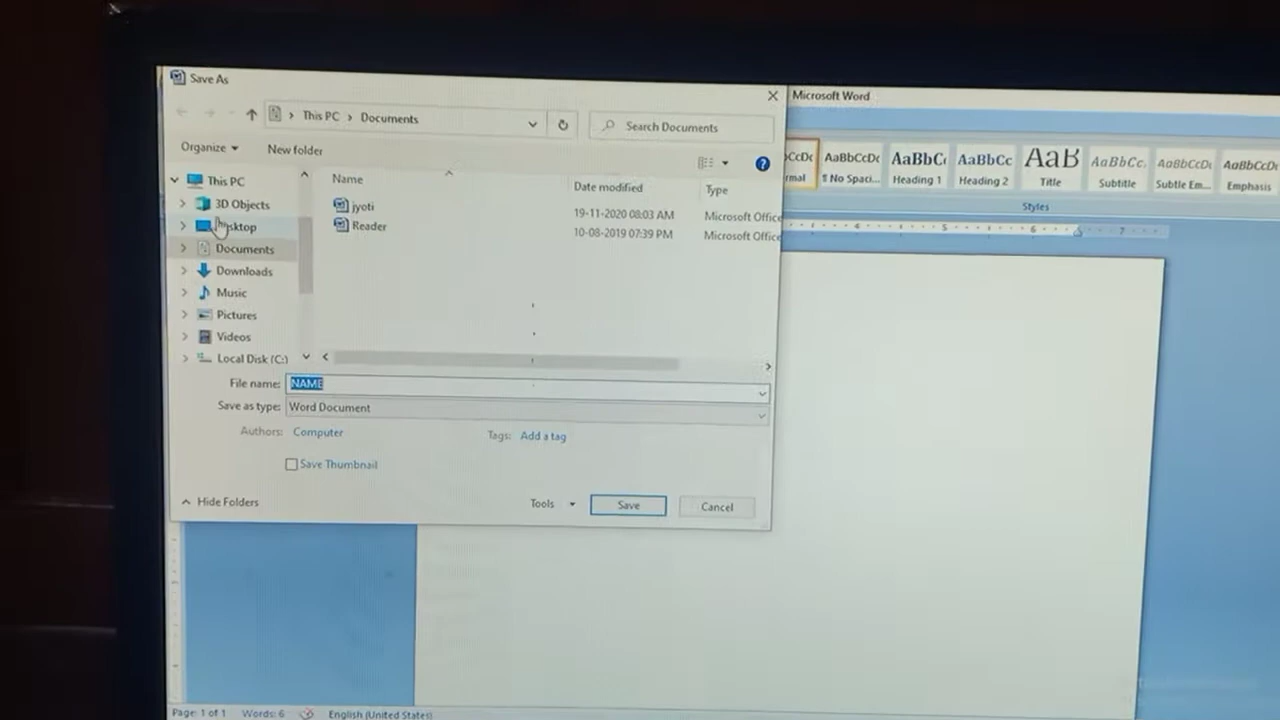 Save As
Microsoft Word
This PC › Documents
Search Documents
Organize
New folder
AaBbCcDc AaBbCc AaBbCc AaB AaBbCc. AaBbCcDc AaBbCcDc
¶ No Spaci... Heading 1 Heading 2 Title Subtitle Subtle Em... Emphasis
Styles
Name Date modified Type
This PC
3D Objects
Documents
Downloads
Music
Pictures
Videos
Local Disk (C:)
jyoti 19-11-2020 08:03 AM Microsoft Office
Reader 10-08-2019 07:39 PM Microsoft Office
File name: NAME
Save as type: Word Document
Authors: Computer Tags: Add a tag
Save Thumbnail
Hide Folders Tools Save Cancel
5 6 7
Page: 1 of 1 Words: 6 English (United States)